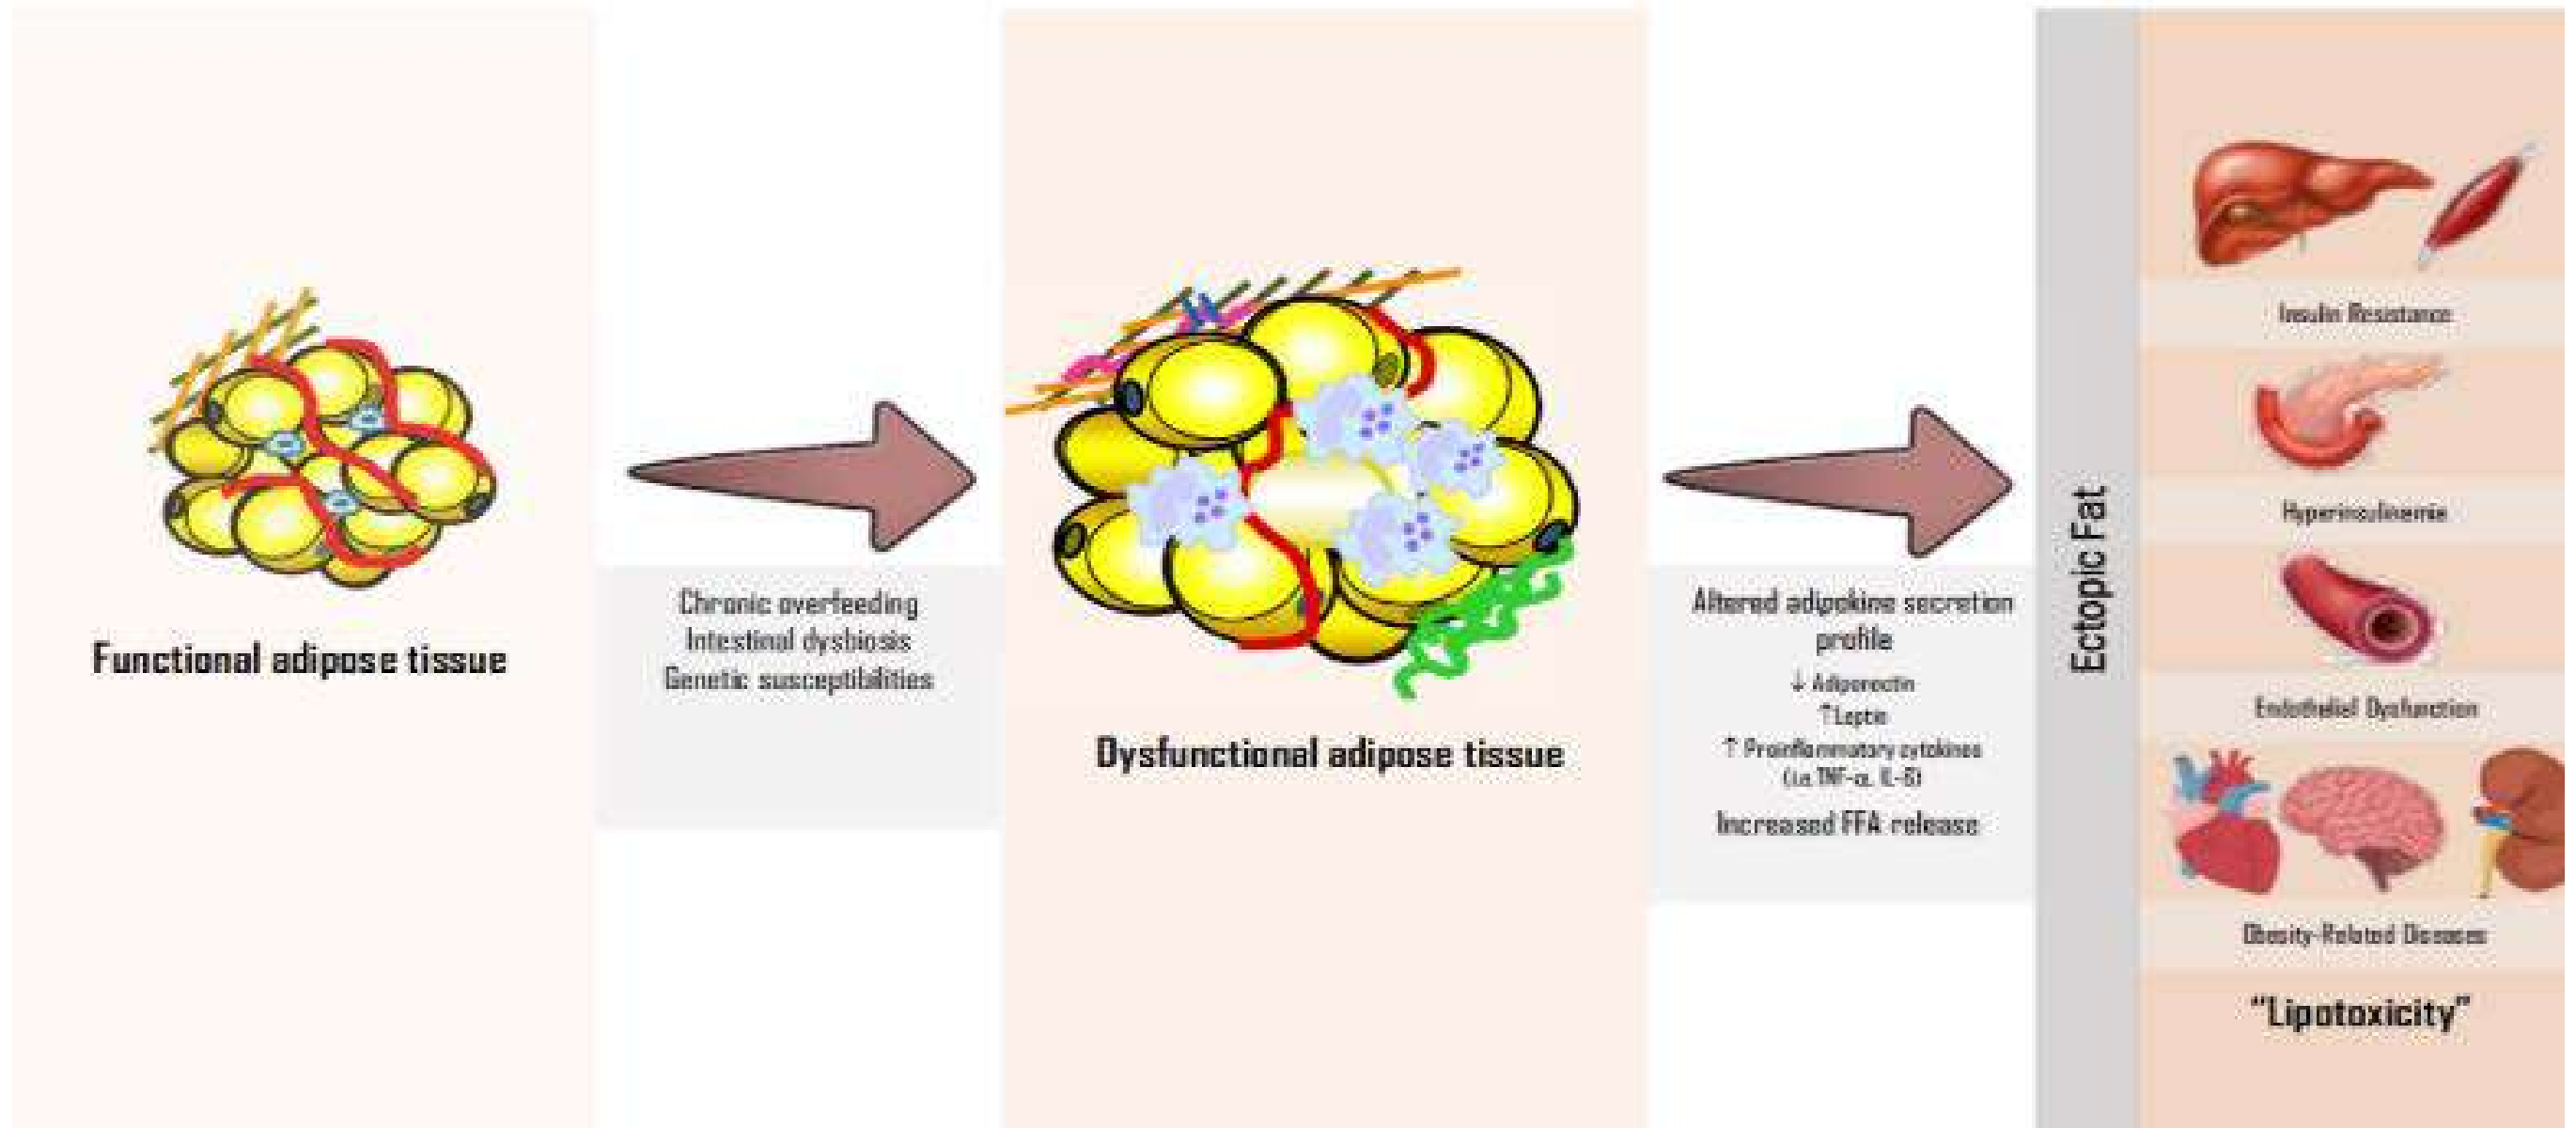 Functional adipose tissue
Chronic overfeeding
Intestinal dysbiosis
Genetic susceptilalities
Dysfunctional adipose tissue
Altered adipokine secretion
profile
↓ Adiponectin
↑Leptin
↑ Proinflammatory cytokines
(i.e. TNF-α, IL-6)
Increased FFA release
Ectopic Fat
Insulin Resistance
Hyperinsulinemia
Endothelial Dysfunction
Obesity-Related Diseases
“Lipotoxicity”